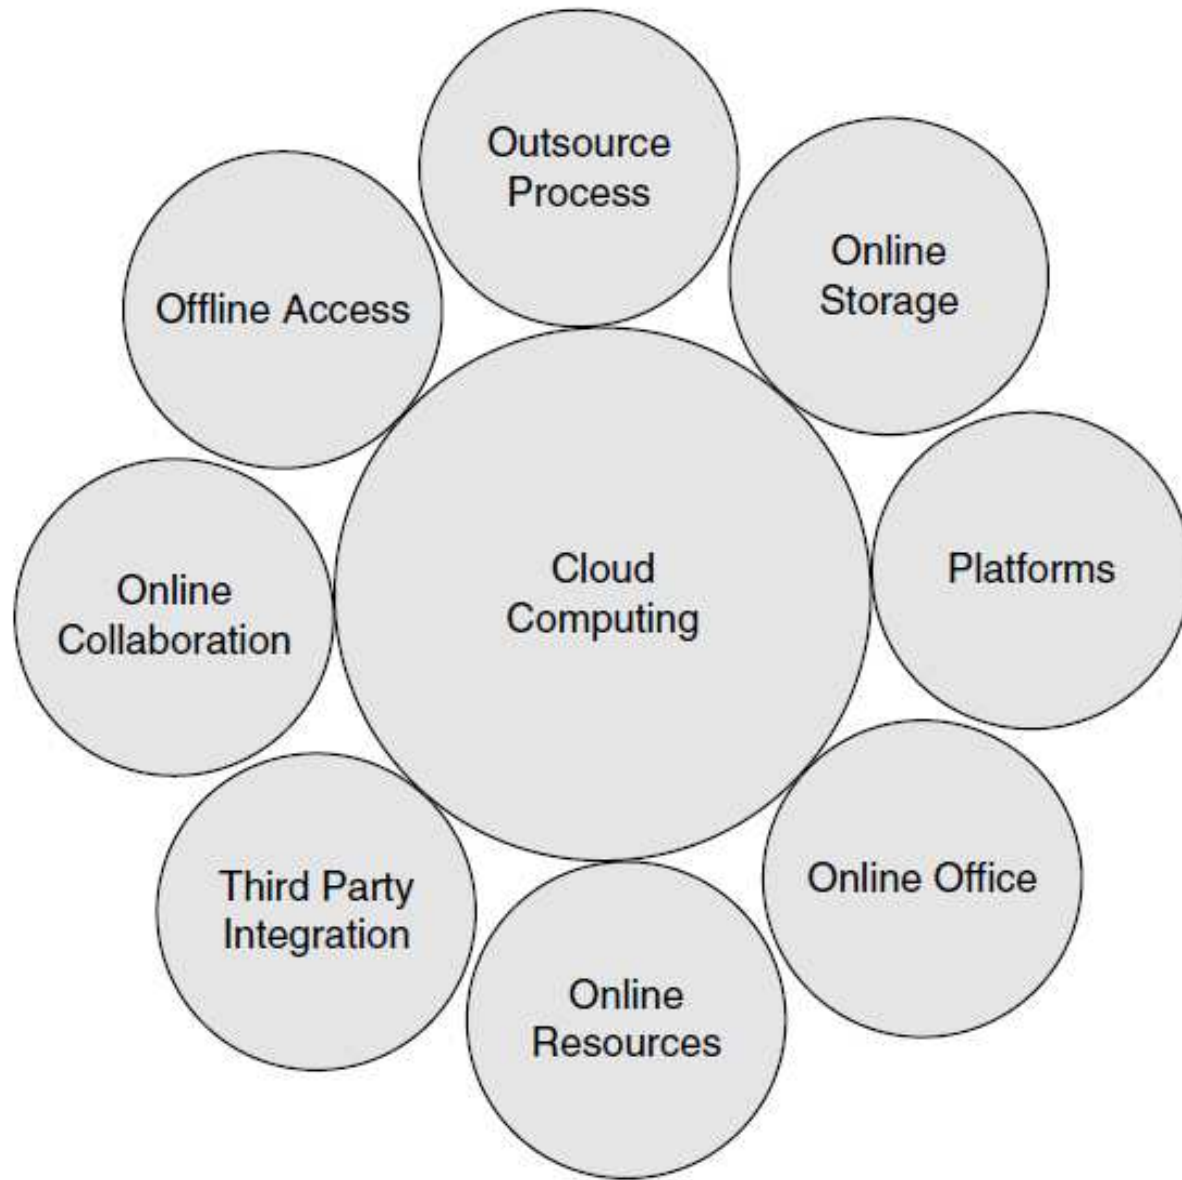 Outsource
Process
Online
Storage
Offline Access
Cloud
Computing
Platforms
Online
Collaboration
Third Party
Integration
Online Office
Online
Resources